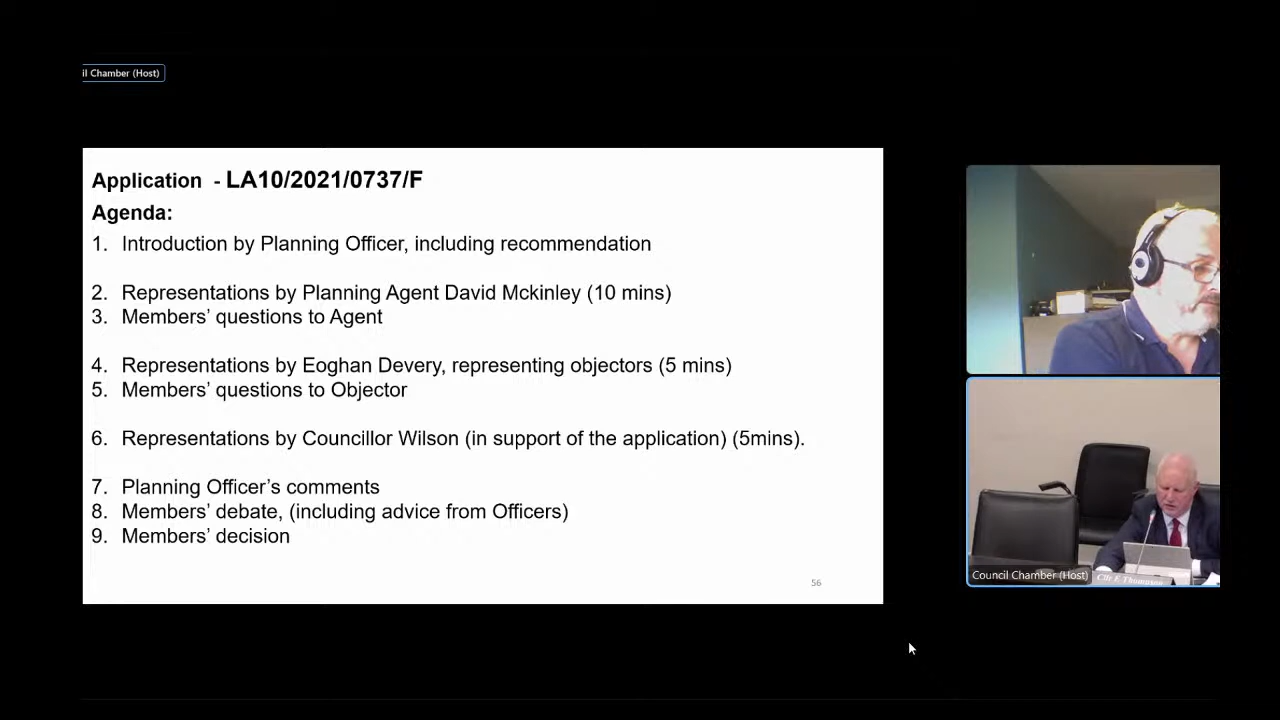 il Chamber (Host)
Application - LA10/2021/0737/F
Agenda:
1. Introduction by Planning Officer, including recommendation
2. Representations by Planning Agent David Mckinley (10 mins)
3. Members’ questions to Agent
4. Representations by Eoghan Devery, representing objectors (5 mins)
5. Members’ questions to Objector
6. Representations by Councillor Wilson (in support of the application) (5mins).
7. Planning Officer’s comments
8. Members’ debate, (including advice from Officers)
9. Members’ decision
56
Council Chamber (Host)
Cllr E Thompson